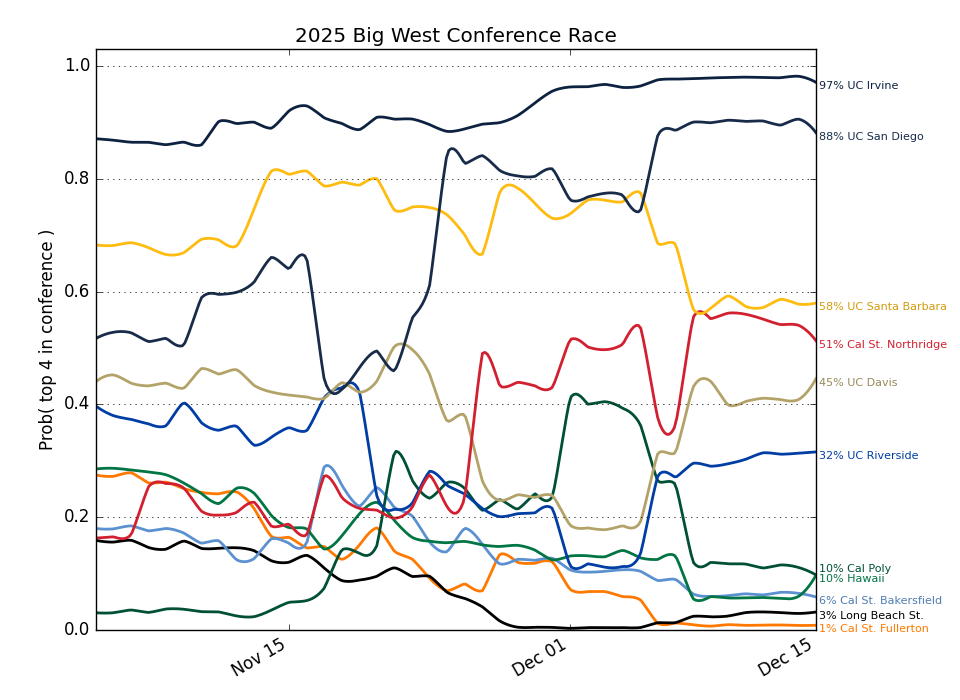 2025 Big West Conference Race
Prob( top 4 in conference )
1.0
0.8
0.6
0.4
0.2
0.0
Nov 15
Dec 01
Dec 15
97% UC Irvine
88% UC San Diego
58% UC Santa Barbara
51% Cal St. Northridge
45% UC Davis
32% UC Riverside
10% Cal Poly
10% Hawaii
6% Cal St. Bakersfield
3% Long Beach St.
1% Cal St. Fullerton